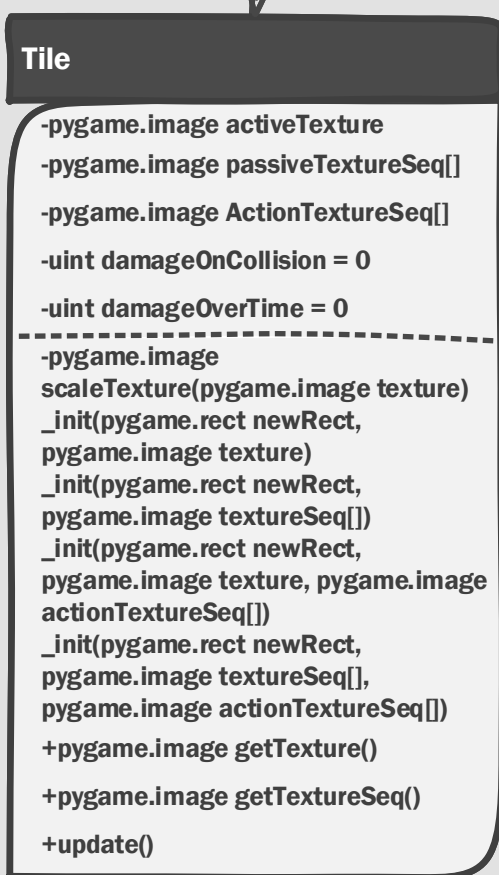 Tile
-pygame.image activeTexture
-pygame.image passiveTextureSeq[]
-pygame.image ActionTextureSeq[]
-uint damageOnCollision = 0
-uint damageOverTime = 0
-pygame.image
scaleTexture(pygame.image texture)
_init(pygame.rect newRect,
pygame.image texture)
_init(pygame.rect newRect,
pygame.image textureSeq[])
_init(pygame.rect newRect,
pygame.image texture, pygame.image
actionTextureSeq[])
_init(pygame.rect newRect,
pygame.image textureSeq[],
pygame.image actionTextureSeq[])
+pygame.image getTexture()
+pygame.image getTextureSeq()
+update()